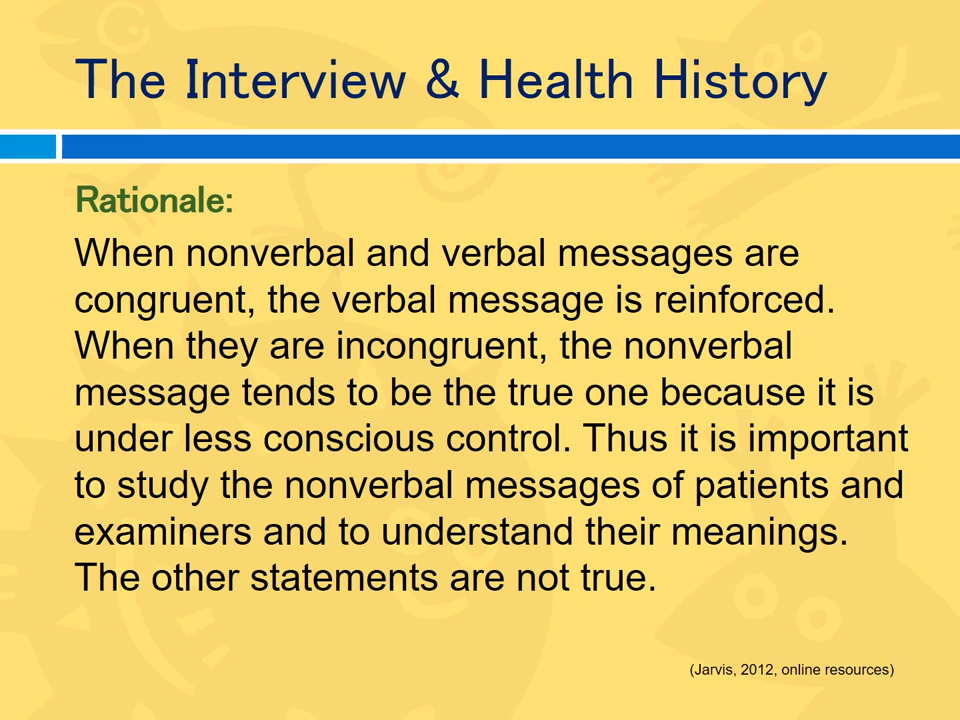 The Interview & Health History
Rationale:
When nonverbal and verbal messages are
congruent, the verbal message is reinforced.
When they are incongruent, the nonverbal
message tends to be the true one because it is
under less conscious control. Thus it is important
to study the nonverbal messages of patients and
examiners and to understand their meanings.
The other statements are not true.
(Jarvis, 2012, online resources)